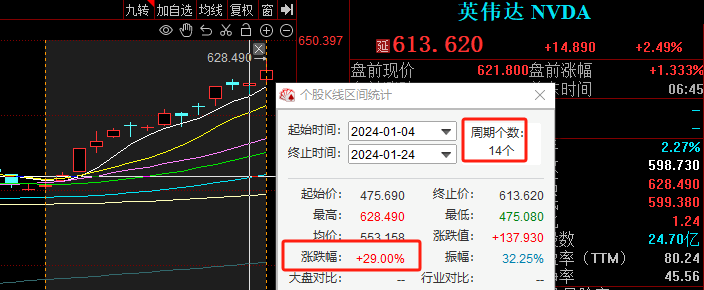 九转 加自选 均线 复权 窗
628.490
650.397
英伟达 NVDA
延 613.620 +14.890 +2.49%
盘前现价 621.800 盘前涨幅 +1.333%
时间 06:45
个股K线区间统计
起始时间: 2024-01-04
周期个数:
14个
终止时间: 2024-01-24
起始价: 475.690 终止价: 613.620
最高: 628.490 最低: 475.080
均价: 553.158 涨跌值: +137.930
涨跌幅: +29.00% 振幅: 32.25%
大盘对比: -- 行业对比: --
–
–
2.27%
598.730
628.490
599.380
1.24
数 24.70亿
率（TTM） 80.24
率 45.56